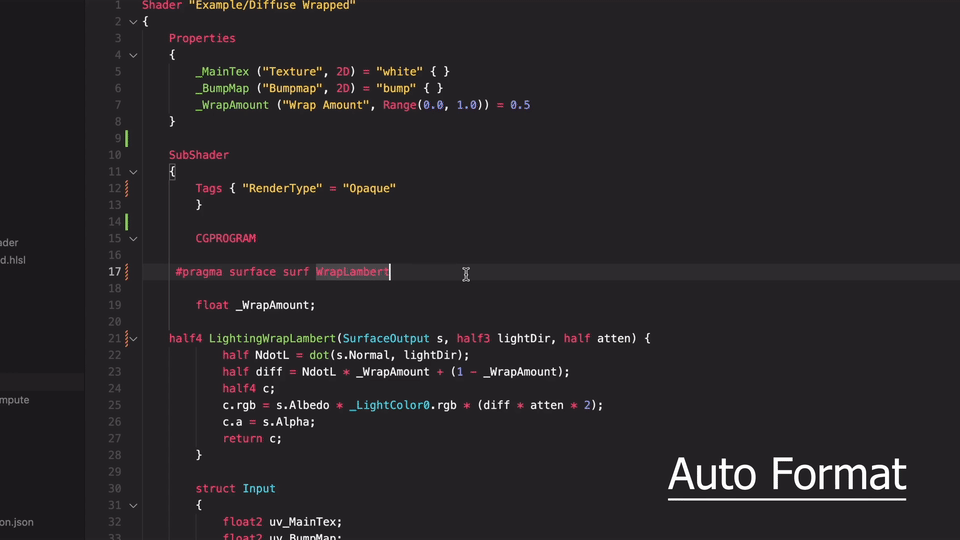 1 Shader "Example/Diffuse Wrapped"
2 {
3 Properties
4 {
5 _MainTex ("Texture", 2D) = "white" { }
6 _BumpMap ("Bumpmap", 2D) = "bump" { }
7 _WrapAmount ("Wrap Amount", Range(0.0, 1.0)) = 0.5
8 }
9
10 SubShader
11 {
12 Tags { "RenderType" = "Opaque"
13 }
14
15 CGPROGRAM
16
17 #pragma surface surf WrapLambert
18
19 float _WrapAmount;
20
21 half4 LightingWrapLambert(SurfaceOutput s, half3 lightDir, half atten) {
22 half NdotL = dot(s.Normal, lightDir);
23 half diff = NdotL * _WrapAmount + (1 - _WrapAmount);
24 half4 c;
25 c.rgb = s.Albedo * _LightColor0.rgb * (diff * atten * 2);
26 c.a = s.Alpha;
27 return c;
28 }
29
30 struct Input
31 {
32 float2 uv_MainTex;
33 float2 uv_BumpMap;
ader
d.hlsl
mpute
on.json
Auto Format